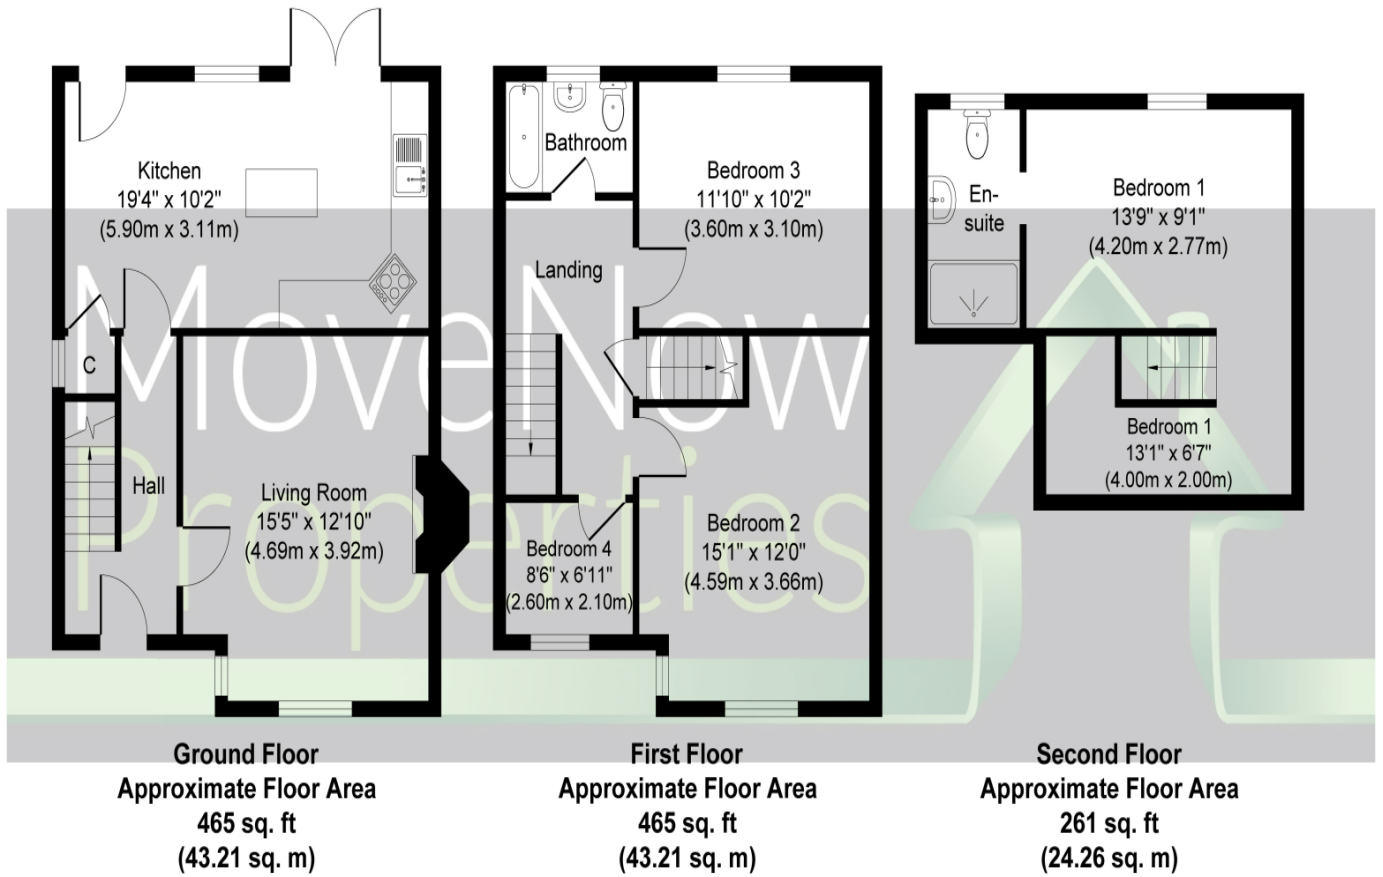 Kitchen
19'4" x 10'2"
(5.90m x 3.11m)
C
Hall
Living Room
15'5" x 12'10"
(4.69m x 3.92m)
Bathroom
Bedroom 3
11'10" x 10'2"
(3.60m x 3.10m)
Landing
Bedroom 4
8'6" x 6'11"
(2.60m x 2.10m)
Bedroom 2
15'1" x 12'0"
(4.59m x 3.66m)
En-
suite
Bedroom 1
13'9" x 9'1"
(4.20m x 2.77m)
Bedroom 1
13'1" x 6'7"
(4.00m x 2.00m)
MoveNow
Properties
Ground Floor
Approximate Floor Area
465 sq. ft
(43.21 sq. m)
First Floor
Approximate Floor Area
465 sq. ft
(43.21 sq. m)
Second Floor
Approximate Floor Area
261 sq. ft
(24.26 sq. m)